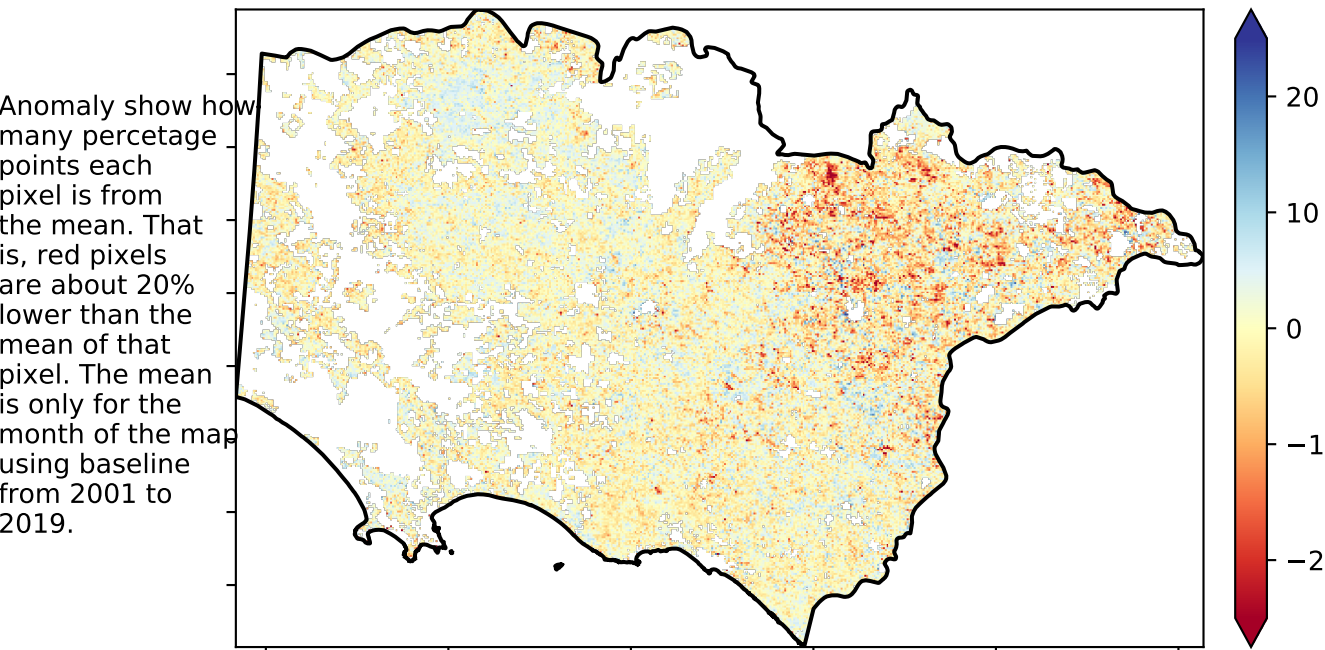 Anomaly show how
many percetage
points each
pixel is from
the mean. That
is, red pixels
are about 20%
lower than the
mean of that
pixel. The mean
is only for the
month of the map
using baseline
from 2001 to
2019.
20
10
0
−1
−2